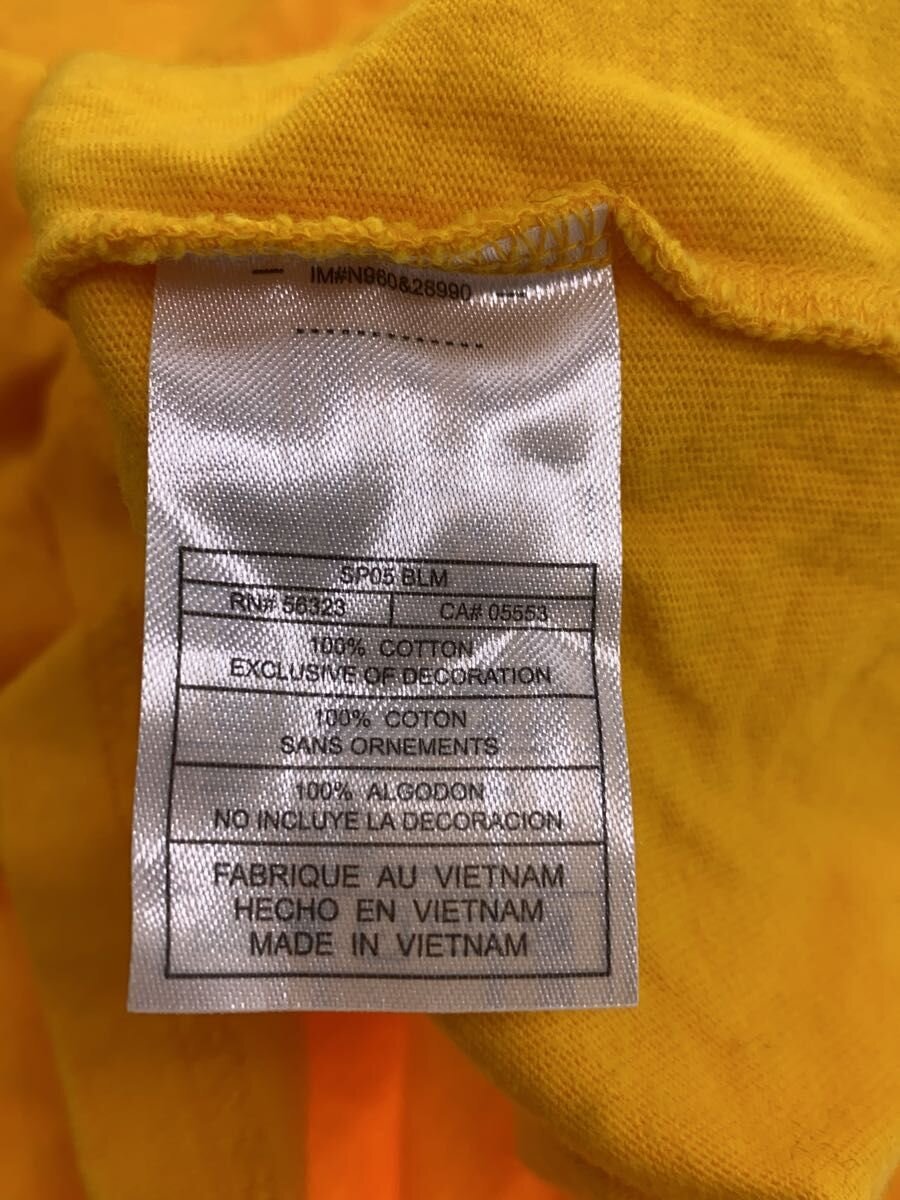 IM#N960&28990
SP05 BLM
RN# 56323
CA# 05553
100% COTTON
EXCLUSIVE OF DECORATION
100% COTON
SANS ORNEMENTS
100% ALGODON
NO INCLUYE LA DECORACION
FABRIQUE AU VIETNAM
HECHO EN VIETNAM
MADE IN VIETNAM